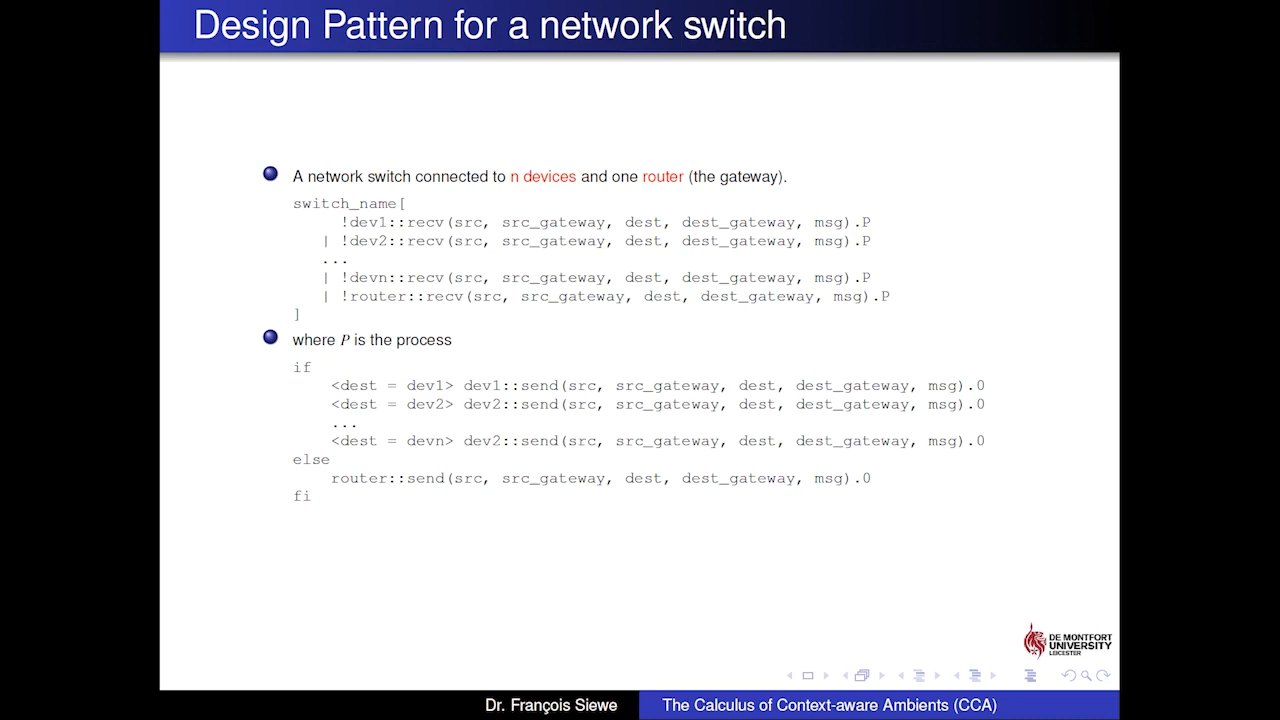 Design Pattern for a network switch
A network switch connected to n devices and one router (the gateway).
switch_name[
!dev1::recv(src, src_gateway, dest, dest_gateway, msg).P
| !dev2::recv(src, src_gateway, dest, dest_gateway, msg).P
...
| !devn::recv(src, src_gateway, dest, dest_gateway, msg).P
| !router::recv(src, src_gateway, dest, dest_gateway, msg).P
]
where P is the process
if
<dest = dev1> dev1::send(src, src_gateway, dest, dest_gateway, msg).0
<dest = dev2> dev2::send(src, src_gateway, dest, dest_gateway, msg).0
...
<dest = devn> dev2::send(src, src_gateway, dest, dest_gateway, msg).0
else
router::send(src, src_gateway, dest, dest_gateway, msg).0
fi
DE MONTFORT
UNIVERSITY
LEICESTER
Dr. François Siewe
The Calculus of Context-aware Ambients (CCA)